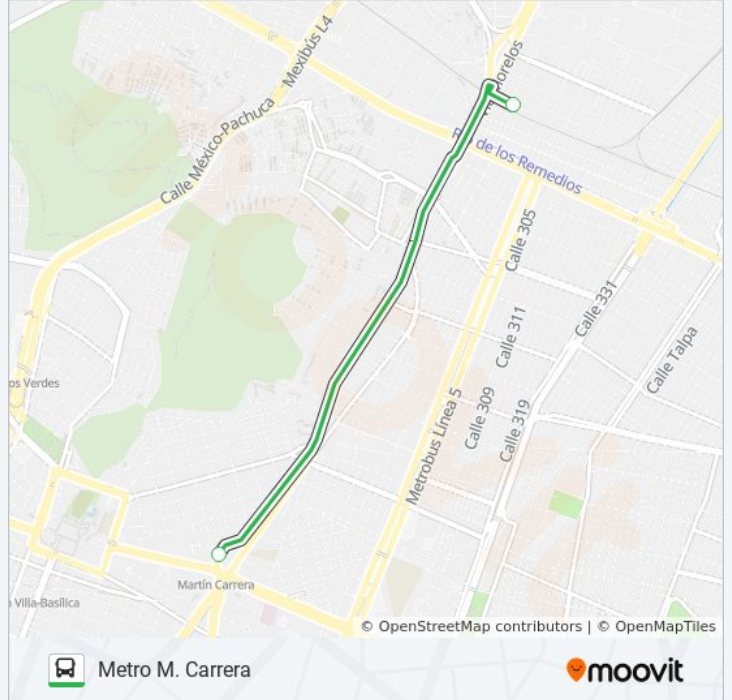 Mexibús L4
Morelos
Calle México-Pachuca
Río de los Remedios
Calle 305
Calle 331
Calle 311
Calle Talpa
os Verdes
Calle 309
Calle 319
Metrobus Línea 5
Martín Carrera
Villa-Basílica
© OpenStreetMap contributors | © OpenMapTiles
Metro M. Carrera
moovit